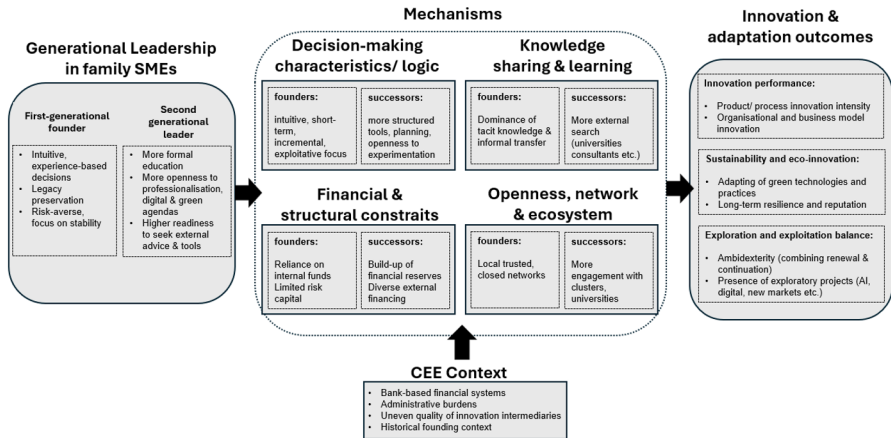 Generational Leadership
in family SMEs
First-generational
founder
• Intuitive,
experience-based
decisions
• Legacy
preservation
• Risk-averse,
focus on stability
Second
generational
leader
• More formal
education
• More openness to
professionalisation,
digital & green
agendas
• Higher readiness
to seek external
advice & tools
Mechanisms
Decision-making
characteristics/ logic
founders:
intuitive, short-
term,
incremental,
exploitative focus
successors:
more structured
tools, planning,
openness to
experimentation
Knowledge
sharing & learning
founders:
Dominance of
tacit knowledge &
informal transfer
successors:
More external
search
(universities
consultants etc.)
Financial &
structural constraits
founders:
Reliance on
internal funds
Limited risk
capital
successors:
Build-up of
financial reserves
Diverse external
financing
Openness, network
& ecosystem
founders:
Local trusted,
closed networks
successors:
More
engagement with
clusters,
universities
CEE Context
• Bank-based financial systems
• Administrative burdens
• Uneven quality of innovation intermediaries
• Historical founding context
Innovation &
adaptation outcomes
Innovation performance:
• Product/ process innovation intensity
• Organisational and business model
innovation
Sustainability and eco-innovation:
• Adapting of green technologies and
practices
• Long-term resilience and reputation
Exploration and exploitation balance:
• Ambidexterity (combining renewal &
continuation)
• Presence of exploratory projects (AI,
digital, new markets etc.)